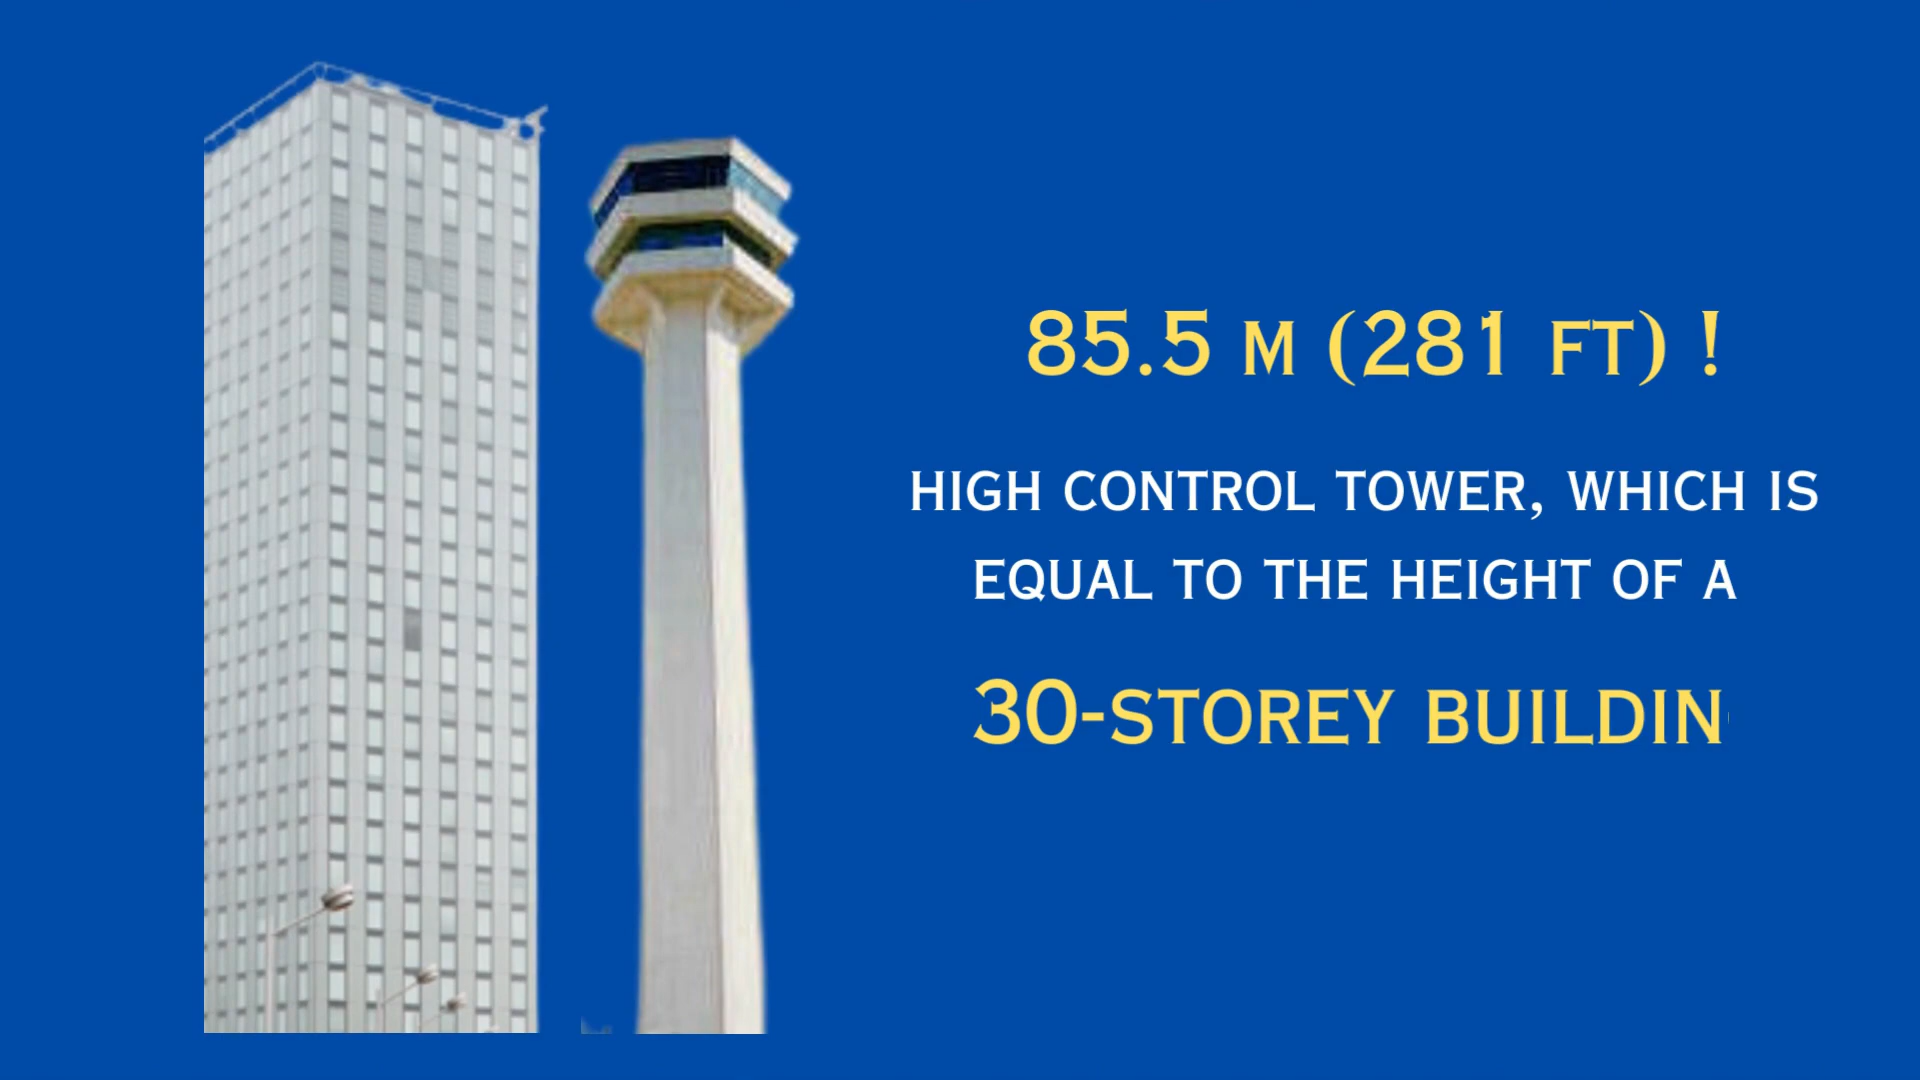 85.5 M (281 FT) !
HIGH CONTROL TOWER, WHICH IS
EQUAL TO THE HEIGHT OF A
30-STOREY BUILDIN